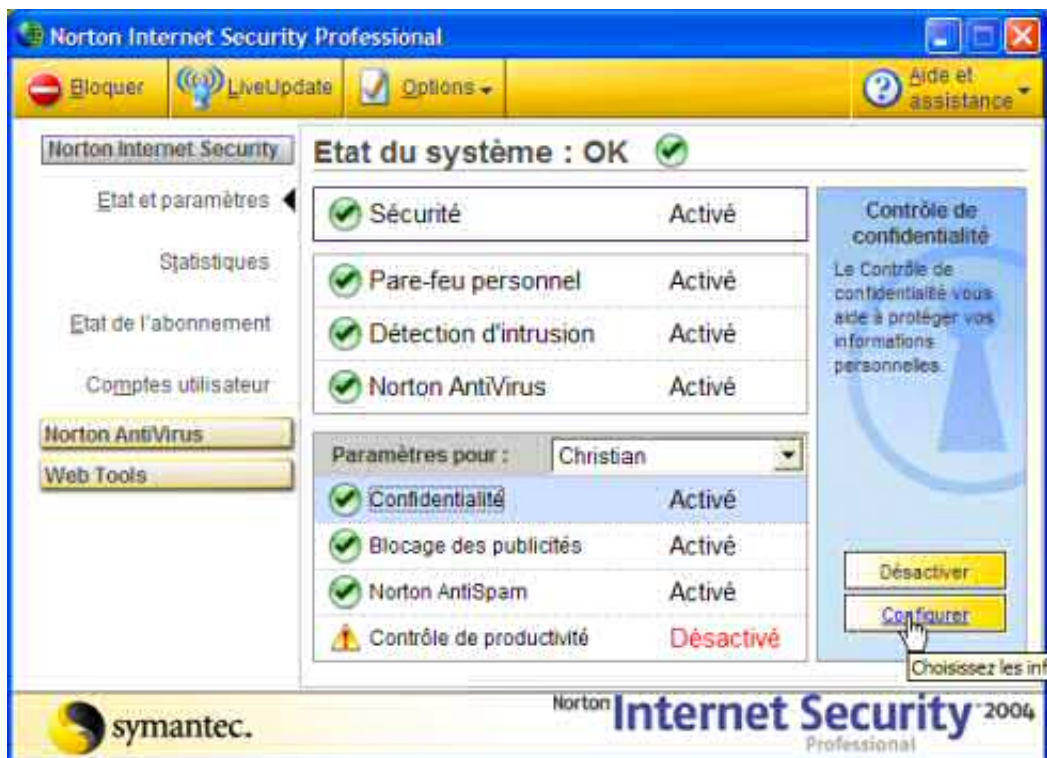 Norton Internet Security Professional
Bloquer
LiveUpdate
Options
Aide et
assistance
Norton Internet Security
Etat et paramètres
Statistiques
Etat de l'abonnement
Comptes utilisateur
Norton AntiVirus
Web Tools
Etat du système : OK
Sécurité Activé
Pare-feu personnel Activé
Détection d'intrusion Activé
Norton AntiVirus Activé
Paramètres pour : Christian
Confidentialité Activé
Blocage des publicités Activé
Norton AntiSpam Activé
Contrôle de productivité Désactivé
Contrôle de
confidentialité
Le Contrôle de
confidentialité vous
aide à protéger vos
informations
personnelles.
Désactiver
Configurer
Choisissez les inf
symantec.
Norton Internet Security 2004
Professional